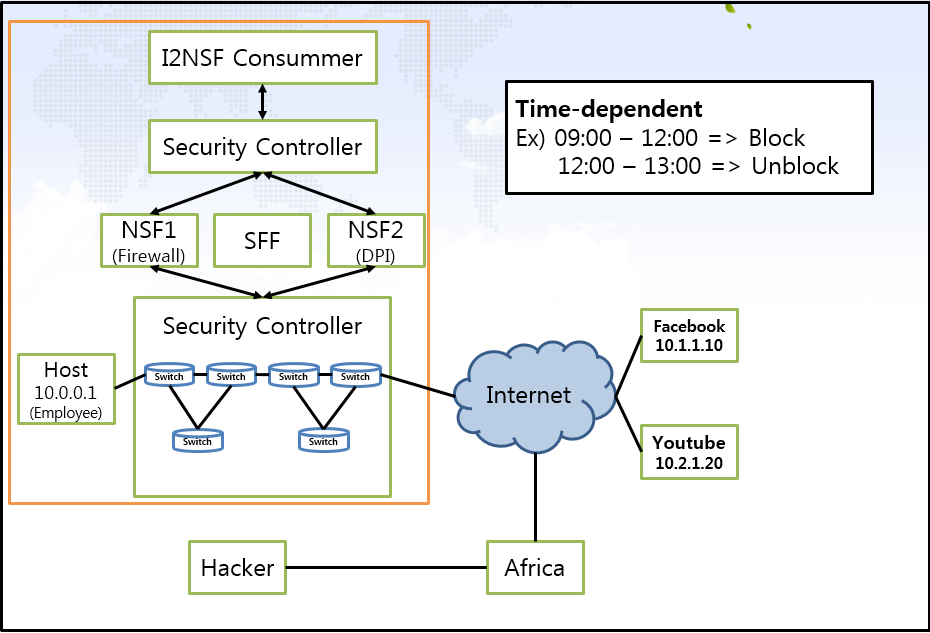 I2NSF Consummer
Security Controller
Time-dependent
Ex) 09:00 – 12:00 => Block
12:00 – 13:00 => Unblock
NSF1
(Firewall)
SFF
NSF2
(DPI)
Security Controller
Host
10.0.0.1
(Employee)
Switch
Switch
Switch
Switch
Switch
Switch
Internet
Facebook
10.1.1.10
Youtube
10.2.1.20
Hacker
Africa